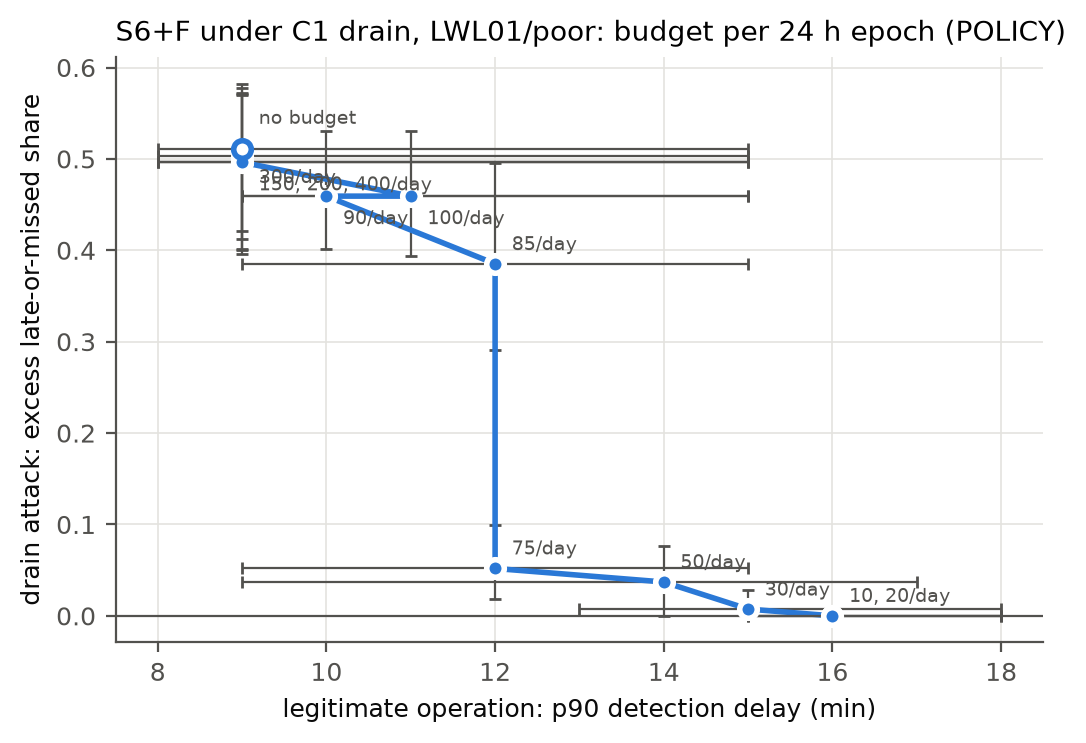 S6+F under C1 drain, LWL01/poor: budget per 24 h epoch (POLICY)
drain attack: excess late-or-missed share
0.6
0.5
0.4
0.3
0.2
0.1
0.0
no budget
300/day
150, 200, 400/day
90/day
100/day
85/day
75/day
50/day
30/day
10, 20/day
8
10
12
14
16
18
legitimate operation: p90 detection delay (min)